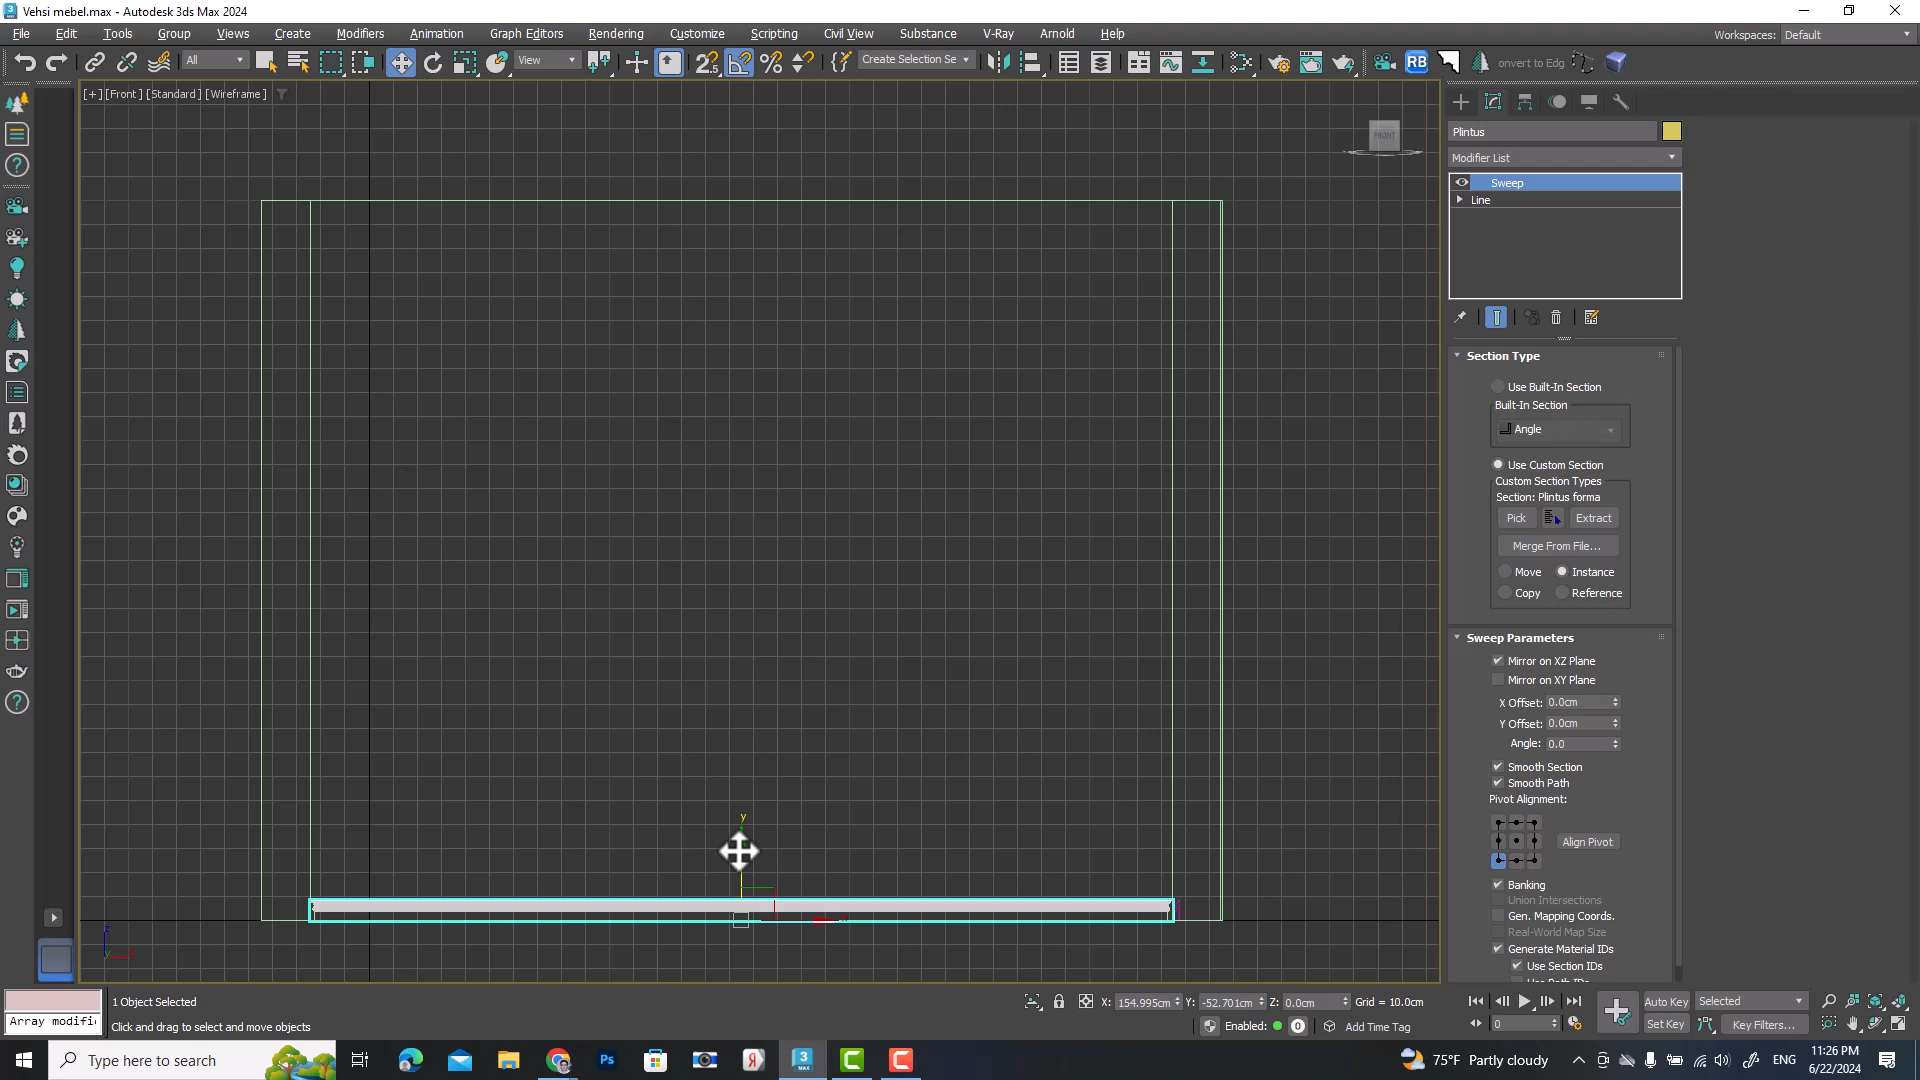 Vehsi mebel.max - Autodesk 3ds Max 2024
File Edit Tools Group Views Create Modifiers Animation Graph Editors Rendering Customize Scripting Civil View Substance V-Ray Arnold Help
Workspaces: Default
All View Create Selection Se RB onvert to Edg
[+] [Front] [Standard] [Wireframe]
FRONT
Plintus
Modifier List
Sweep
Line
Section Type
Use Built-In Section
Built-In Section
Angle
Use Custom Section
Custom Section Types
Section: Plintus forma
Pick Extract
Merge From File...
Move Instance
Copy Reference
Sweep Parameters
Mirror on XZ Plane
Mirror on XY Plane
X Offset: 0.0cm
Y Offset: 0.0cm
Angle: 0.0
Smooth Section
Smooth Path
Pivot Alignment:
Align Pivot
Banking
Union Intersections
Gen. Mapping Coords.
Real-World Map Size
Generate Material IDs
Use Section IDs
y
z
y
1 Object Selected
X: 154.995cm Y: -52.701cm Z: 0.0cm Grid = 10.0cm
Auto Key Selected
Array modifi
Click and drag to select and move objects
Enabled: 0 Add Time Tag
0
Set Key Key Filters...
Type here to search
Ps
Я
3
MAX
C C
75°F Partly cloudy
ENG
11:26 PM
6/22/2024